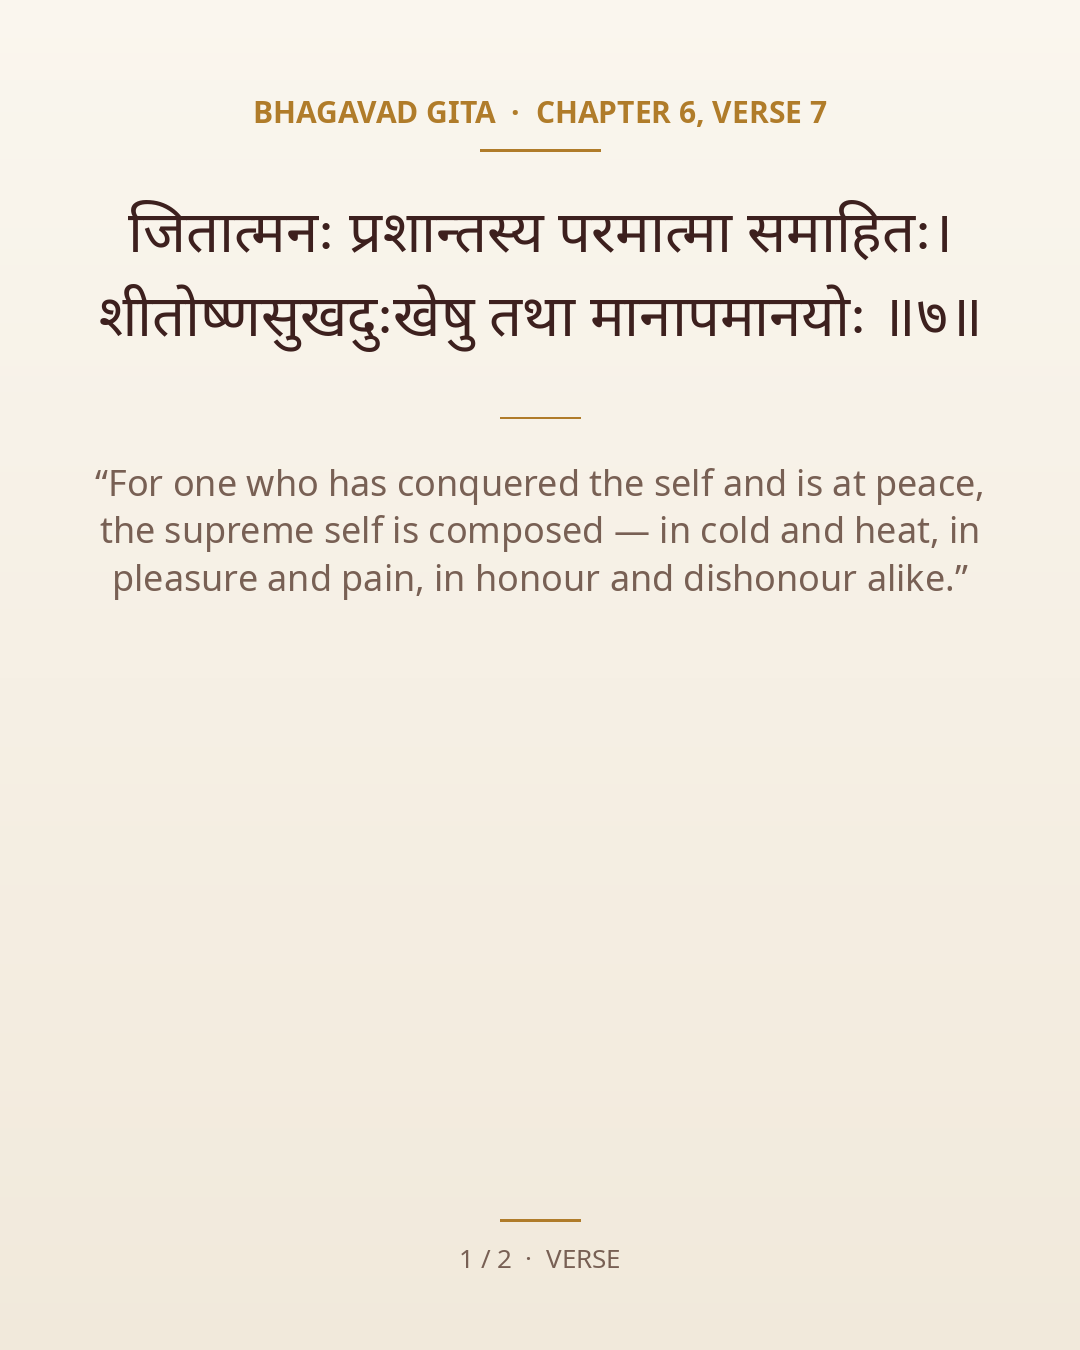 BHAGAVAD GITA · CHAPTER 6, VERSE 7
जितात्मनः प्रशान्तस्य परमात्मा समाहितः।
शीतोष्णसुखदुःखेषु तथा मानापमानयोः ॥७॥
“For one who has conquered the self and is at peace,
the supreme self is composed — in cold and heat, in
pleasure and pain, in honour and dishonour alike.”
1 / 2 · VERSE